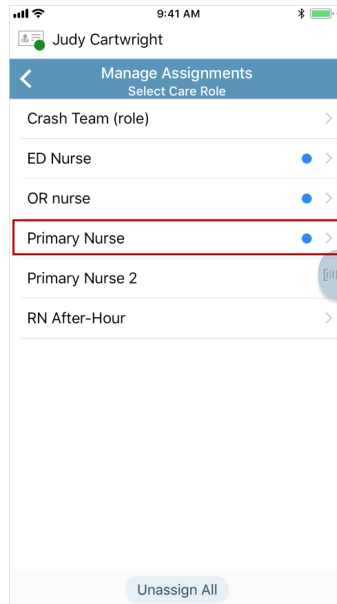 9:41 AM
Judy Cartwright
Manage Assignments
Select Care Role
Crash Team (role)
ED Nurse
OR nurse
Primary Nurse
Primary Nurse 2
RN After-Hour
Unassign All